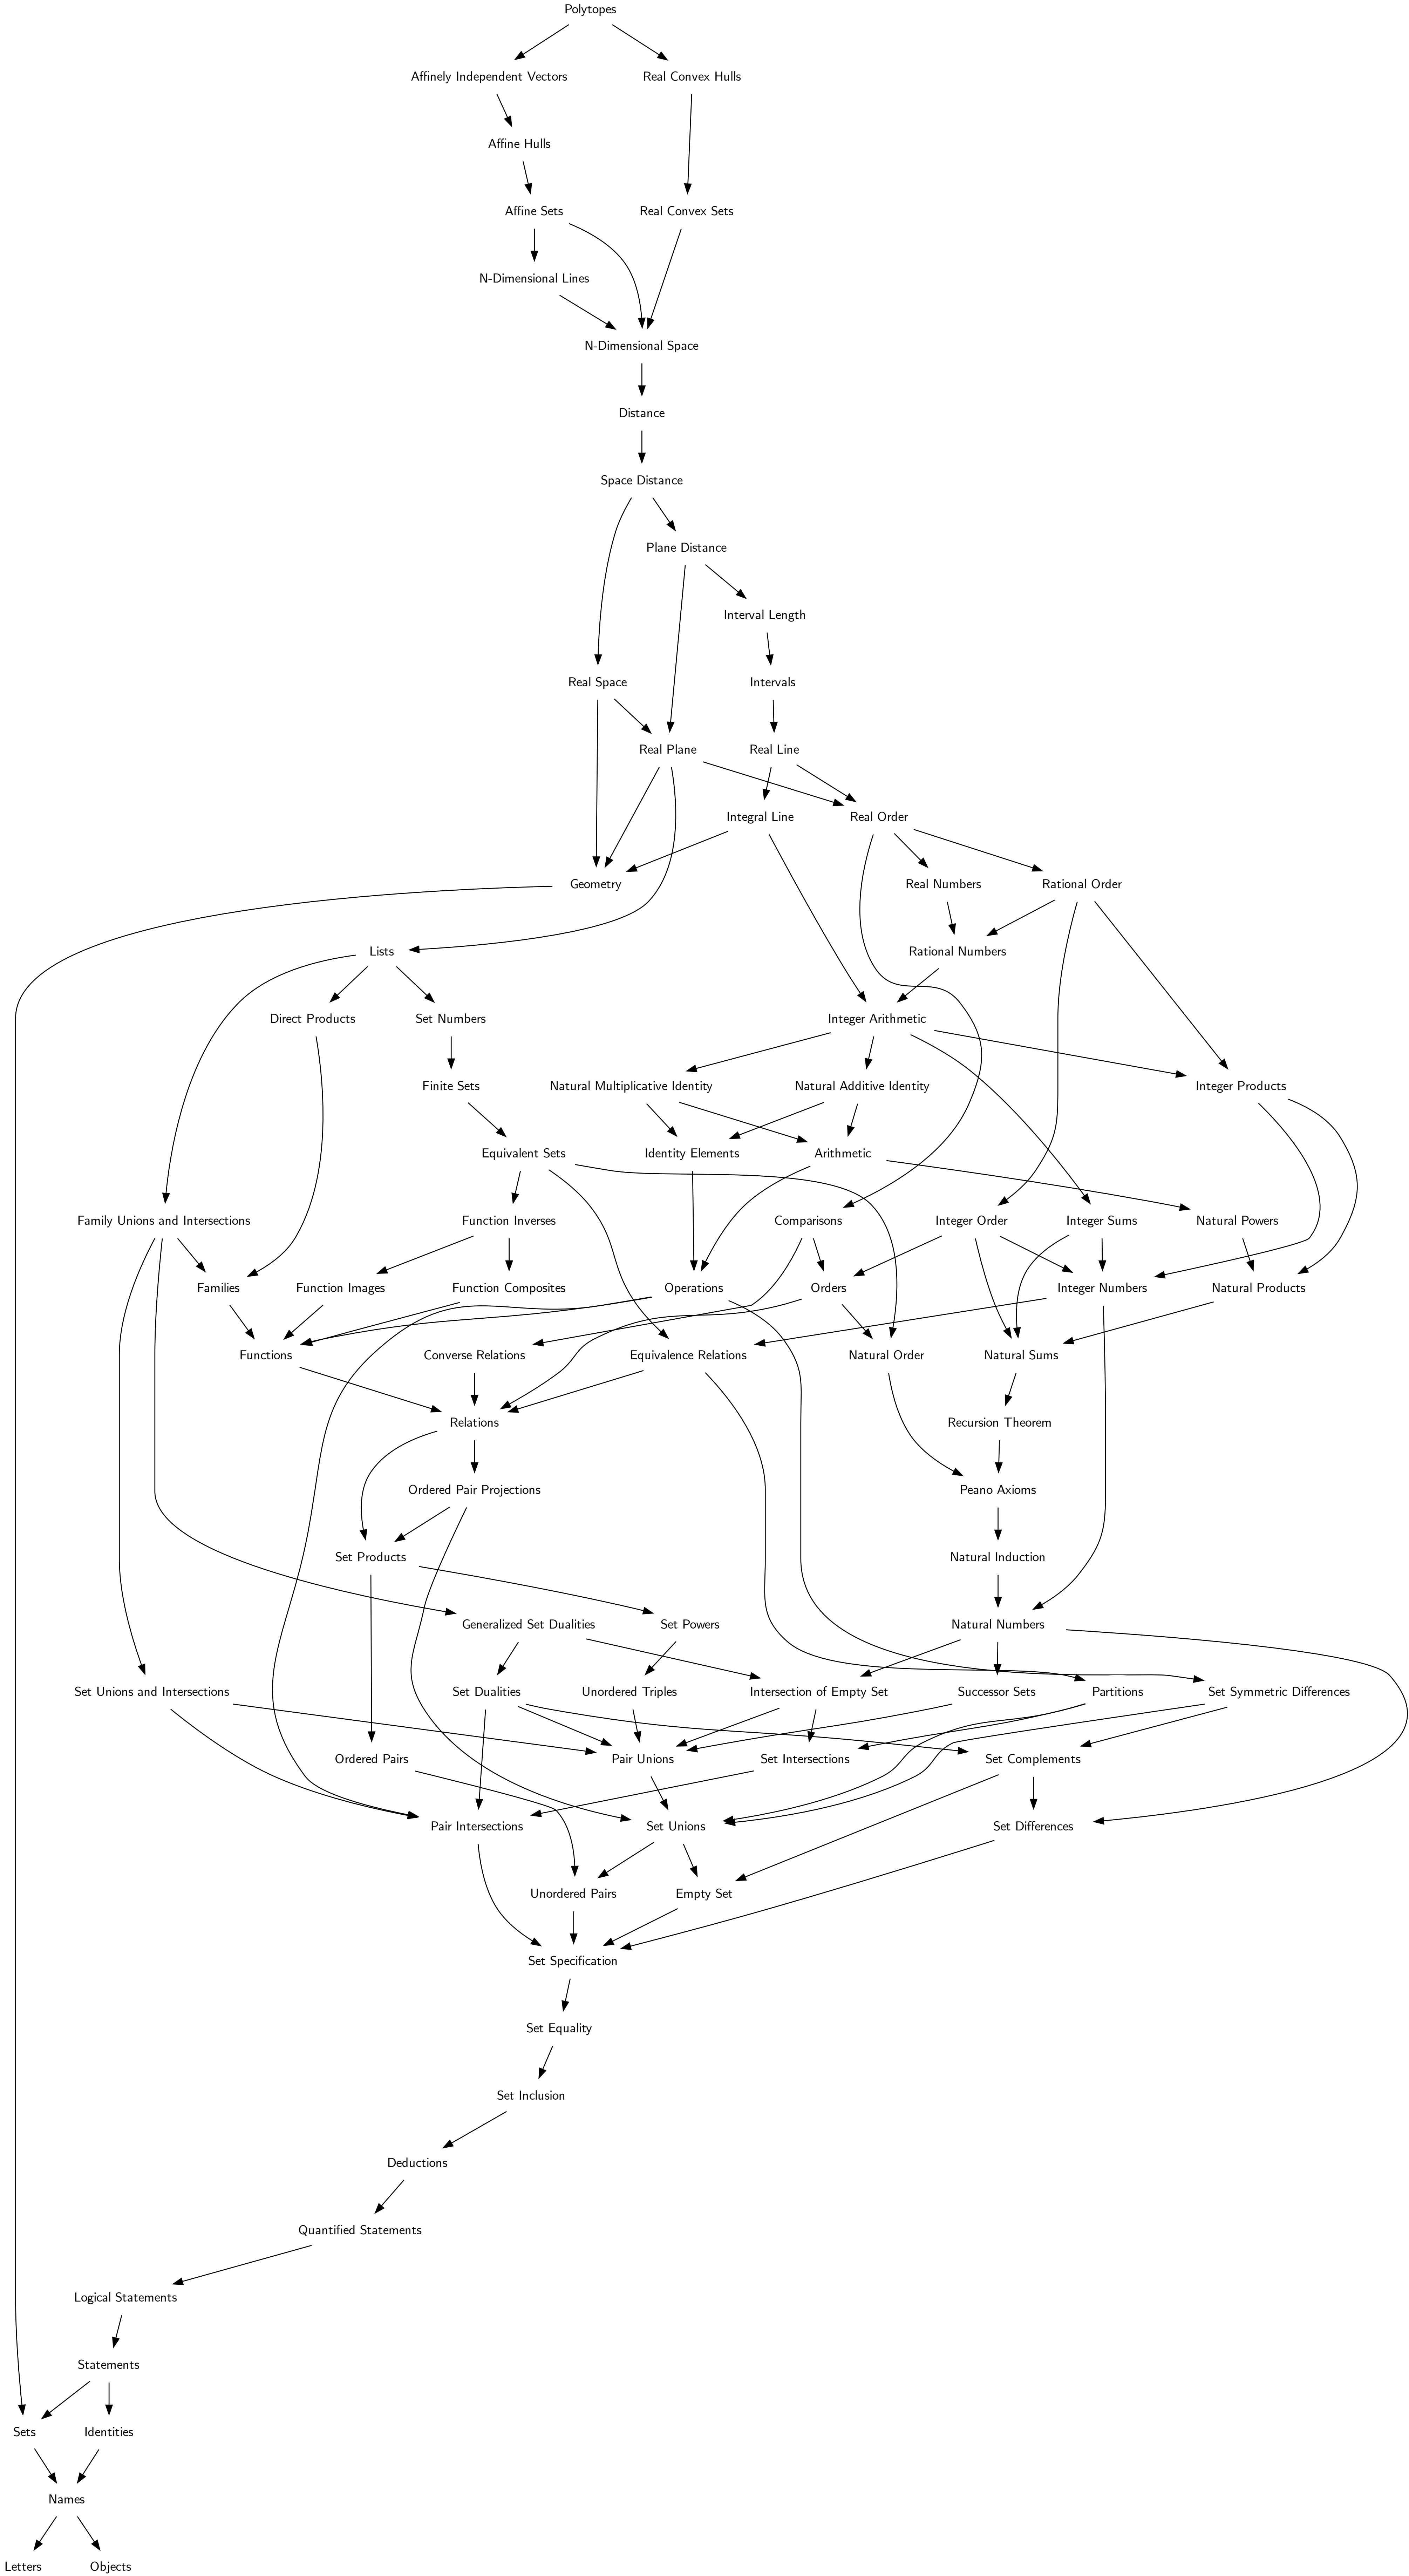 Polytopes
Affinely Independent Vectors
Real Convex Hulls
Affine Hulls
Affine Sets
Real Convex Sets
N-Dimensional Lines
N-Dimensional Space
Distance
Space Distance
Plane Distance
Interval Length
Real Space
Intervals
Real Plane
Real Line
Integral Line
Real Order
Geometry
Real Numbers
Rational Order
Lists
Rational Numbers
Direct Products
Set Numbers
Integer Arithmetic
Finite Sets
Natural Multiplicative Identity
Natural Additive Identity
Integer Products
Equivalent Sets
Identity Elements
Arithmetic
Family Unions and Intersections
Function Inverses
Comparisons
Integer Order
Integer Sums
Natural Powers
Families
Function Images
Function Composites
Operations
Orders
Integer Numbers
Natural Products
Functions
Converse Relations
Equivalence Relations
Natural Order
Natural Sums
Relations
Recursion Theorem
Ordered Pair Projections
Peano Axioms
Set Products
Natural Induction
Generalized Set Dualities
Set Powers
Natural Numbers
Set Unions and Intersections
Set Dualities
Unordered Triples
Intersection of Empty Set
Successor Sets
Partitions
Set Symmetric Differences
Ordered Pairs
Pair Unions
Set Intersections
Set Complements
Pair Intersections
Set Unions
Set Differences
Unordered Pairs
Empty Set
Set Specification
Set Equality
Set Inclusion
Deductions
Quantified Statements
Logical Statements
Statements
Sets
Identities
Names
Letters
Objects